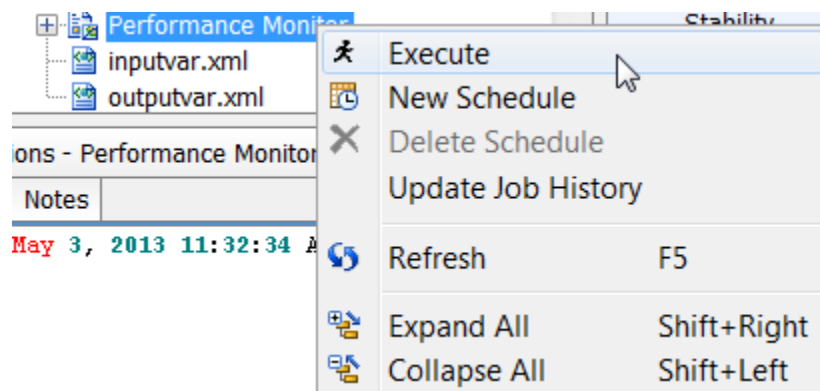 Performance Monitor
Stability
inputvar.xml
outputvar.xml
ions - Performance Monitor
Notes
May 3, 2013 11:32:34 A
Execute
New Schedule
Delete Schedule
Update Job History
Refresh F5
Expand All Shift+Right
Collapse All Shift+Left